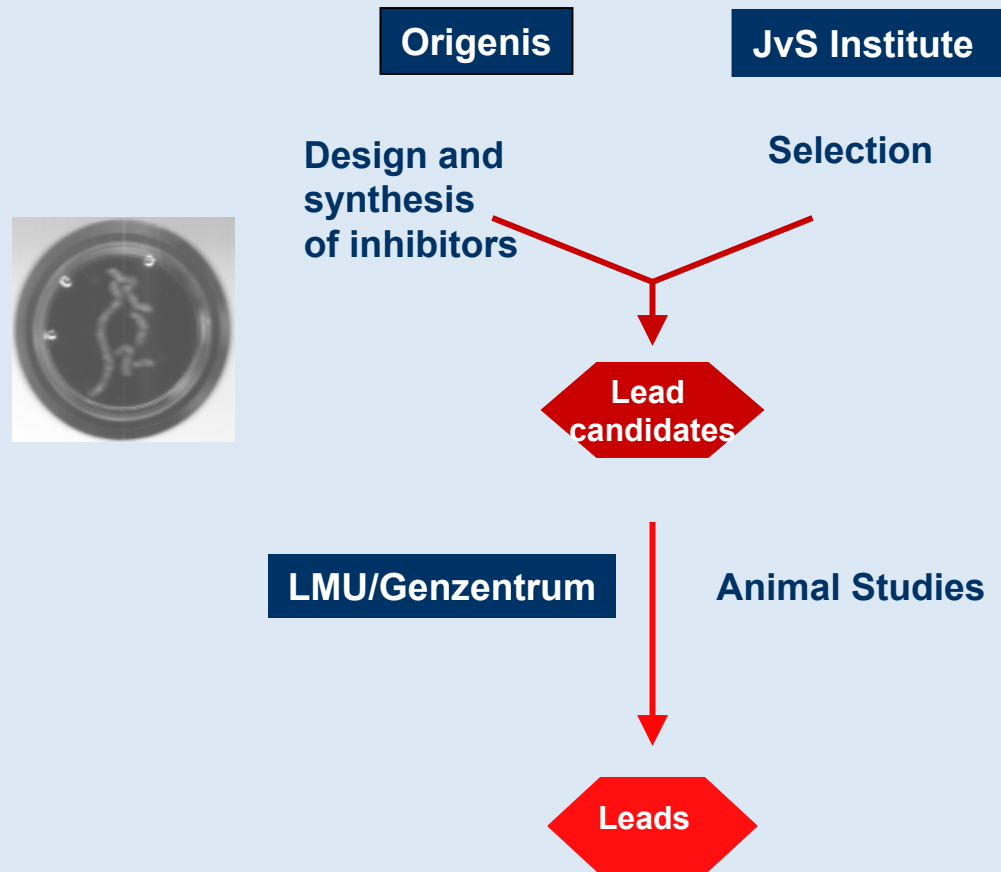 Origenis
JvS Institute
Design and
synthesis
of inhibitors
Selection
Lead
candidates
LMU/Genzentrum
Animal Studies
Leads